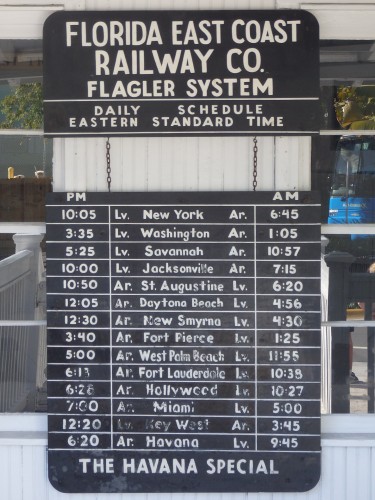 FLORIDA EAST COAST
RAILWAY CO.
FLAGLER SYSTEM
DAILY SCHEDULE
EASTERN STANDARD TIME
PM AM
10:05 Lv. New York Ar. 6:45
3:35 Lv. Washington Ar. 1:05
5:25 Lv. Savannah Ar. 10:57
10:00 Lv. Jacksonville Ar. 7:15
10:50 Ar. St. Augustine Lv. 6:20
12:05 Ar. Daytona Beach Lv. 4:56
12:30 Ar. New Smyrna Lv. 4:30
3:40 Ar. Fort Pierce Lv. 1:25
5:00 Ar. West Palm Beach Lv. 11:55
6:13 Ar. Fort Lauderdale Lv. 10:38
6:28 Ar. Hollywood Lv. 10:27
7:00 Ar. Miami Lv. 5:00
12:20 Lv. Key West Ar. 3:45
6:20 Ar. Havana Lv. 9:45
THE HAVANA SPECIAL